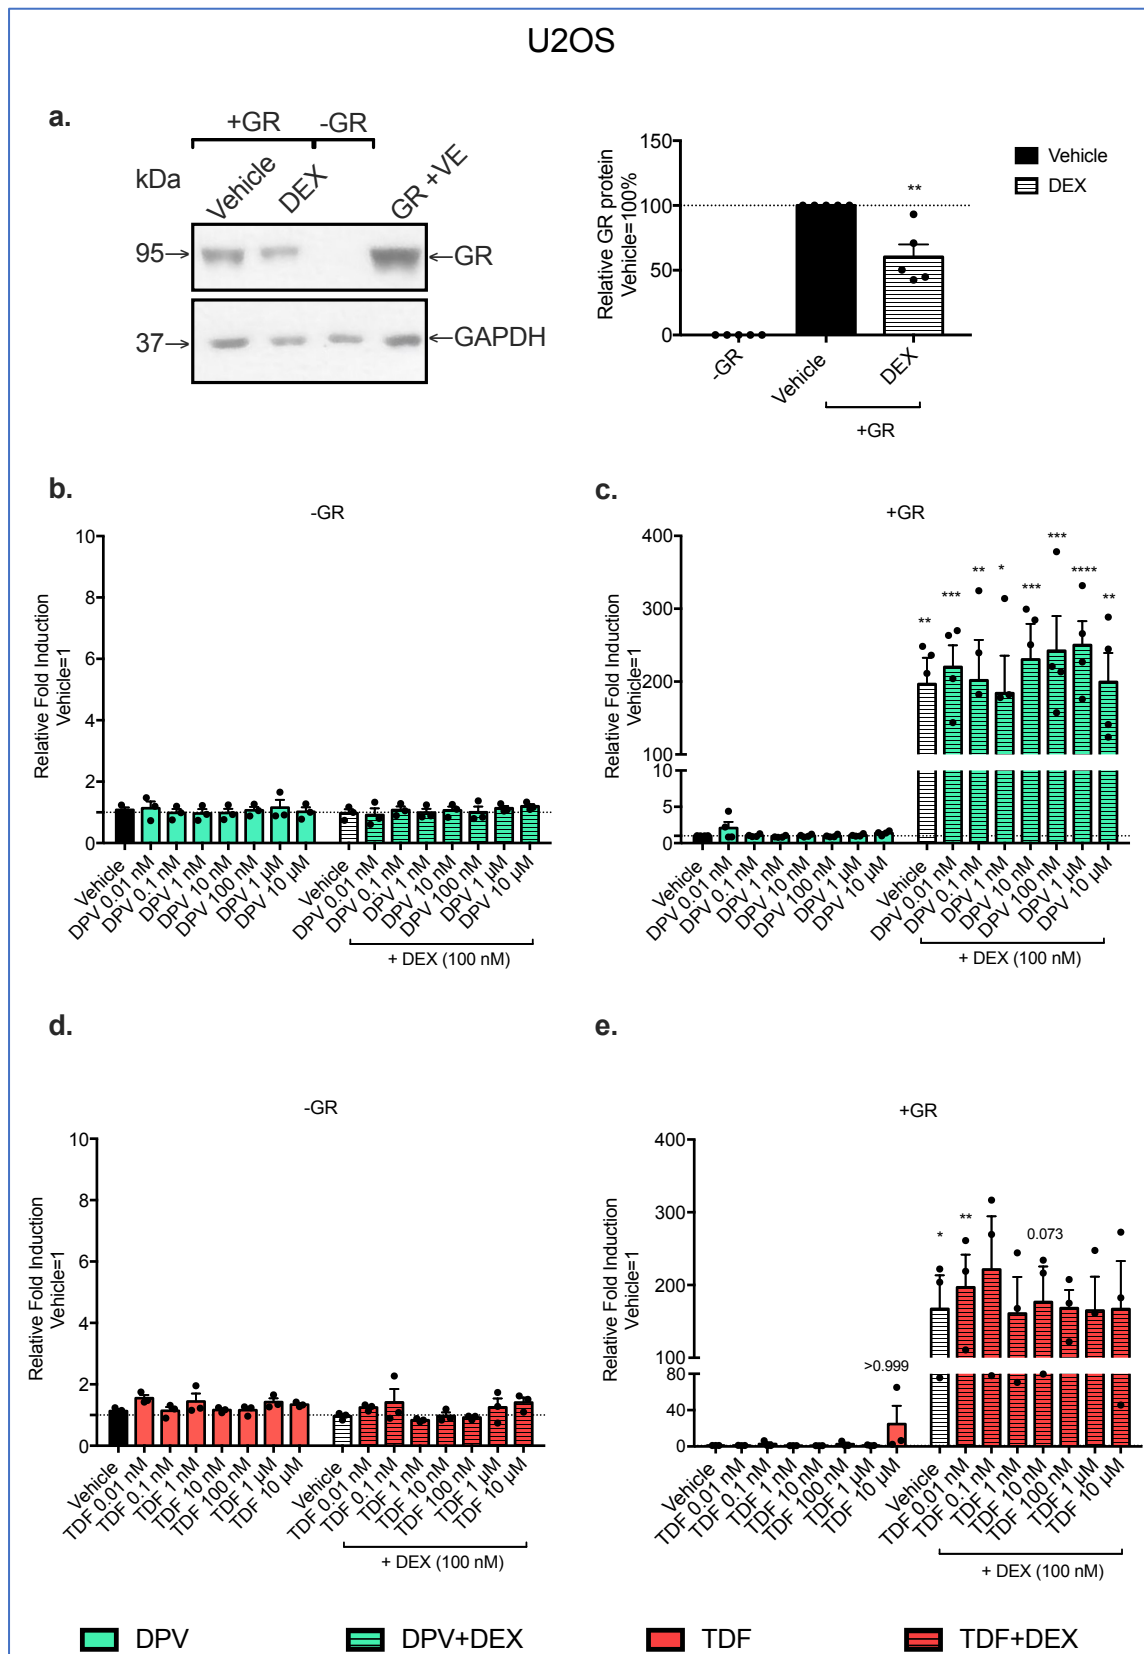 U2OS
a.
+GR
-GR
kDa
Vehicle
DEX
GR +VE
95
GR
37
GAPDH
Relative GR protein
Vehicle=100%
150
100
50
0
**
-GR
Vehicle
DEX
+GR
Vehicle
DEX
b.
-GR
Relative Fold Induction
Vehicle=1
10
8
6
4
2
0
Vehicle
DPV 0.01 nM
DPV 0.1 nM
DPV 1 nM
DPV 10 nM
DPV 100 nM
DPV 1 µM
DPV 10 µM
Vehicle
DPV 0.01 nM
DPV 0.1 nM
DPV 1 nM
DPV 10 nM
DPV 100 nM
DPV 1 µM
DPV 10 µM
+ DEX (100 nM)
c.
+GR
Relative Fold Induction
Vehicle=1
400
300
200
100
10
5
0
**
***
**
*
***
***
****
**
Vehicle
DPV 0.01 nM
DPV 0.1 nM
DPV 1 nM
DPV 10 nM
DPV 100 nM
DPV 1 µM
DPV 10 µM
Vehicle
DPV 0.01 nM
DPV 0.1 nM
DPV 1 nM
DPV 10 nM
DPV 100 nM
DPV 1 µM
DPV 10 µM
+ DEX (100 nM)
d.
-GR
Relative Fold Induction
Vehicle=1
10
8
6
4
2
0
Vehicle
TDF 0.01 nM
TDF 0.1 nM
TDF 1 nM
TDF 10 nM
TDF 100 nM
TDF 1 µM
TDF 10 µM
Vehicle
TDF 0.01 nM
TDF 0.1 nM
TDF 1 nM
TDF 10 nM
TDF 100 nM
TDF 1 µM
TDF 10 µM
+ DEX (100 nM)
e.
+GR
Relative Fold Induction
Vehicle=1
400
300
200
100
80
40
0
>0.999
*
**
0.073
Vehicle
TDF 0.01 nM
TDF 0.1 nM
TDF 1 nM
TDF 10 nM
TDF 100 nM
TDF 1 µM
TDF 10 µM
Vehicle
TDF 0.01 nM
TDF 0.1 nM
TDF 1 nM
TDF 10 nM
TDF 100 nM
TDF 1 µM
TDF 10 µM
+ DEX (100 nM)
DPV
DPV+DEX
TDF
TDF+DEX